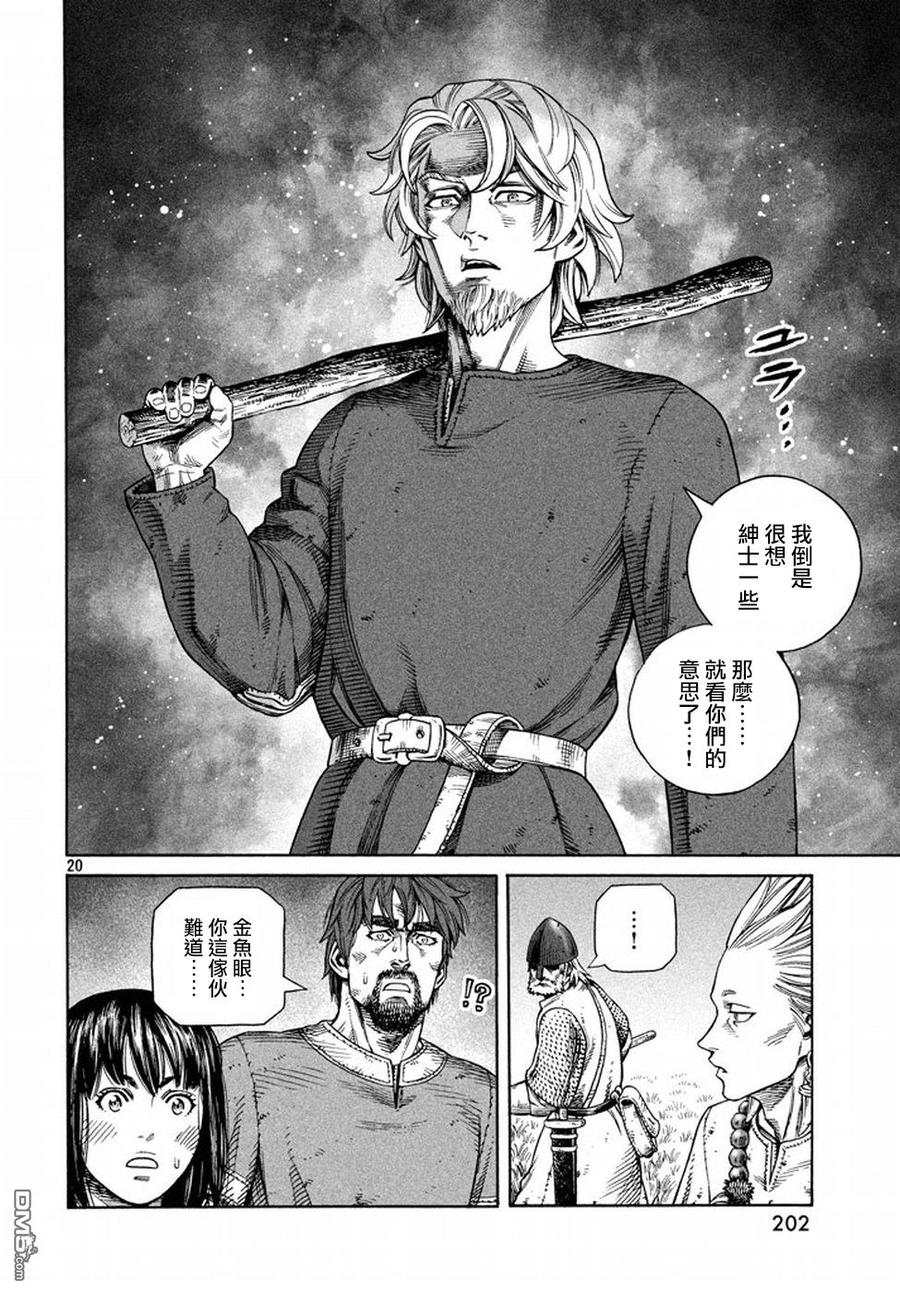 ユラ…
我倒是
很想
紳士一些
那麼……
就看你們的
意思了…！
20
…！
!?
金魚眼…
你這傢伙
難道……
202
DM5.com